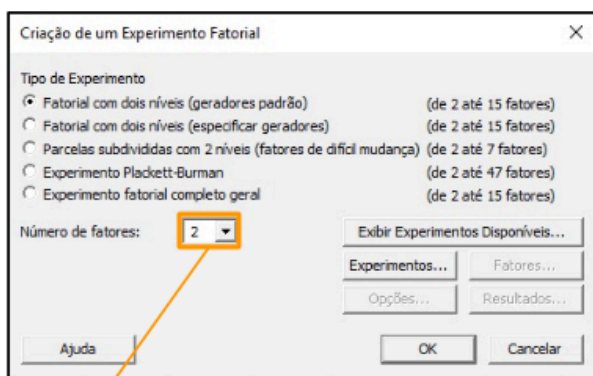 Criação de um Experimento Fatorial
Tipo de Experimento
Fatorial com dois níveis (geradores padrão) (de 2 até 15 fatores)
Fatorial com dois níveis (especificar geradores) (de 2 até 15 fatores)
Parcelas subdivididas com 2 níveis (fatores de difícil mudança) (de 2 até 7 fatores)
Experimento Plackett-Burman (de 2 até 47 fatores)
Experimento fatorial completo geral (de 2 até 15 fatores)
Número de fatores: 2 Exibir Experimentos Disponíveis...
Experimentos... Fatores...
Opções... Resultados...
Ajuda OK Cancelar